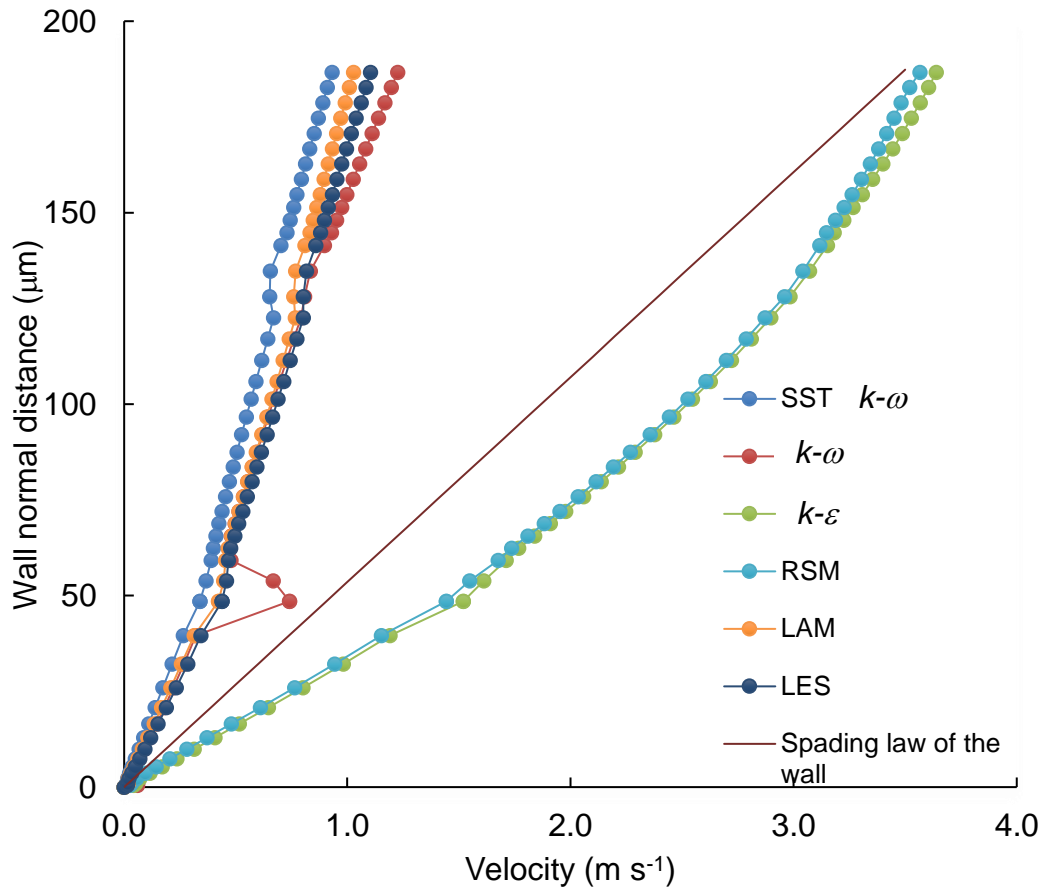 200
150
100
50
0
Wall normal distance (μm)
0.0 1.0 2.0 3.0 4.0
Velocity (m s-1)
SST k-ω
k-ω
k-ε
RSM
LAM
LES
Spading law of the
wall